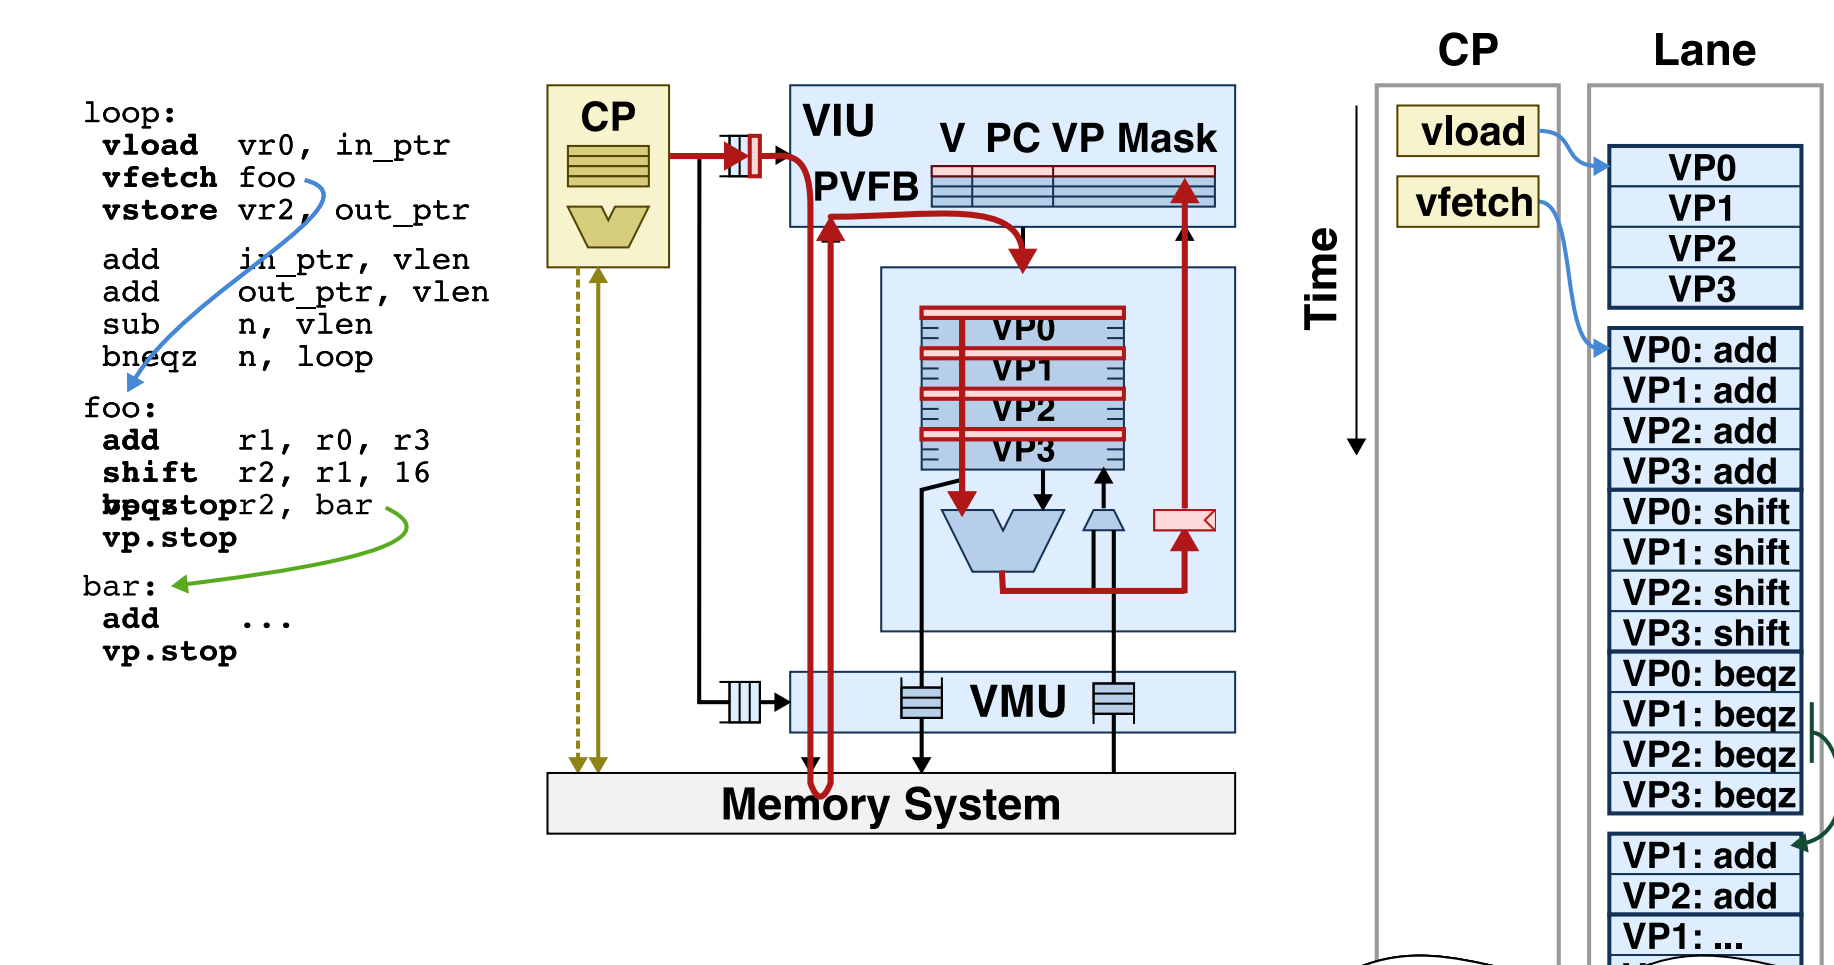 loop:
vload vr0, in_ptr
vfetch foo
vstore vr2, out_ptr
add in_ptr, vlen
add out_ptr, vlen
sub n, vlen
bneqz n, loop
foo:
add r1, r0, r3
shift r2, r1, 16
r2, bar
vp.stop
bar:
add ...
vp.stop
CP
VIU
V PC VP Mask
PVFB
VP0
VP1
VP2
VP3
VMU
Memory System
Time
CP
vload
vfetch
Lane
VP0
VP1
VP2
VP3
VP0: add
VP1: add
VP2: add
VP3: add
VP0: shift
VP1: shift
VP2: shift
VP3: shift
VP0: beqz
VP1: beqz
VP2: beqz
VP3: beqz
VP1: add
VP2: add
VP1: ...